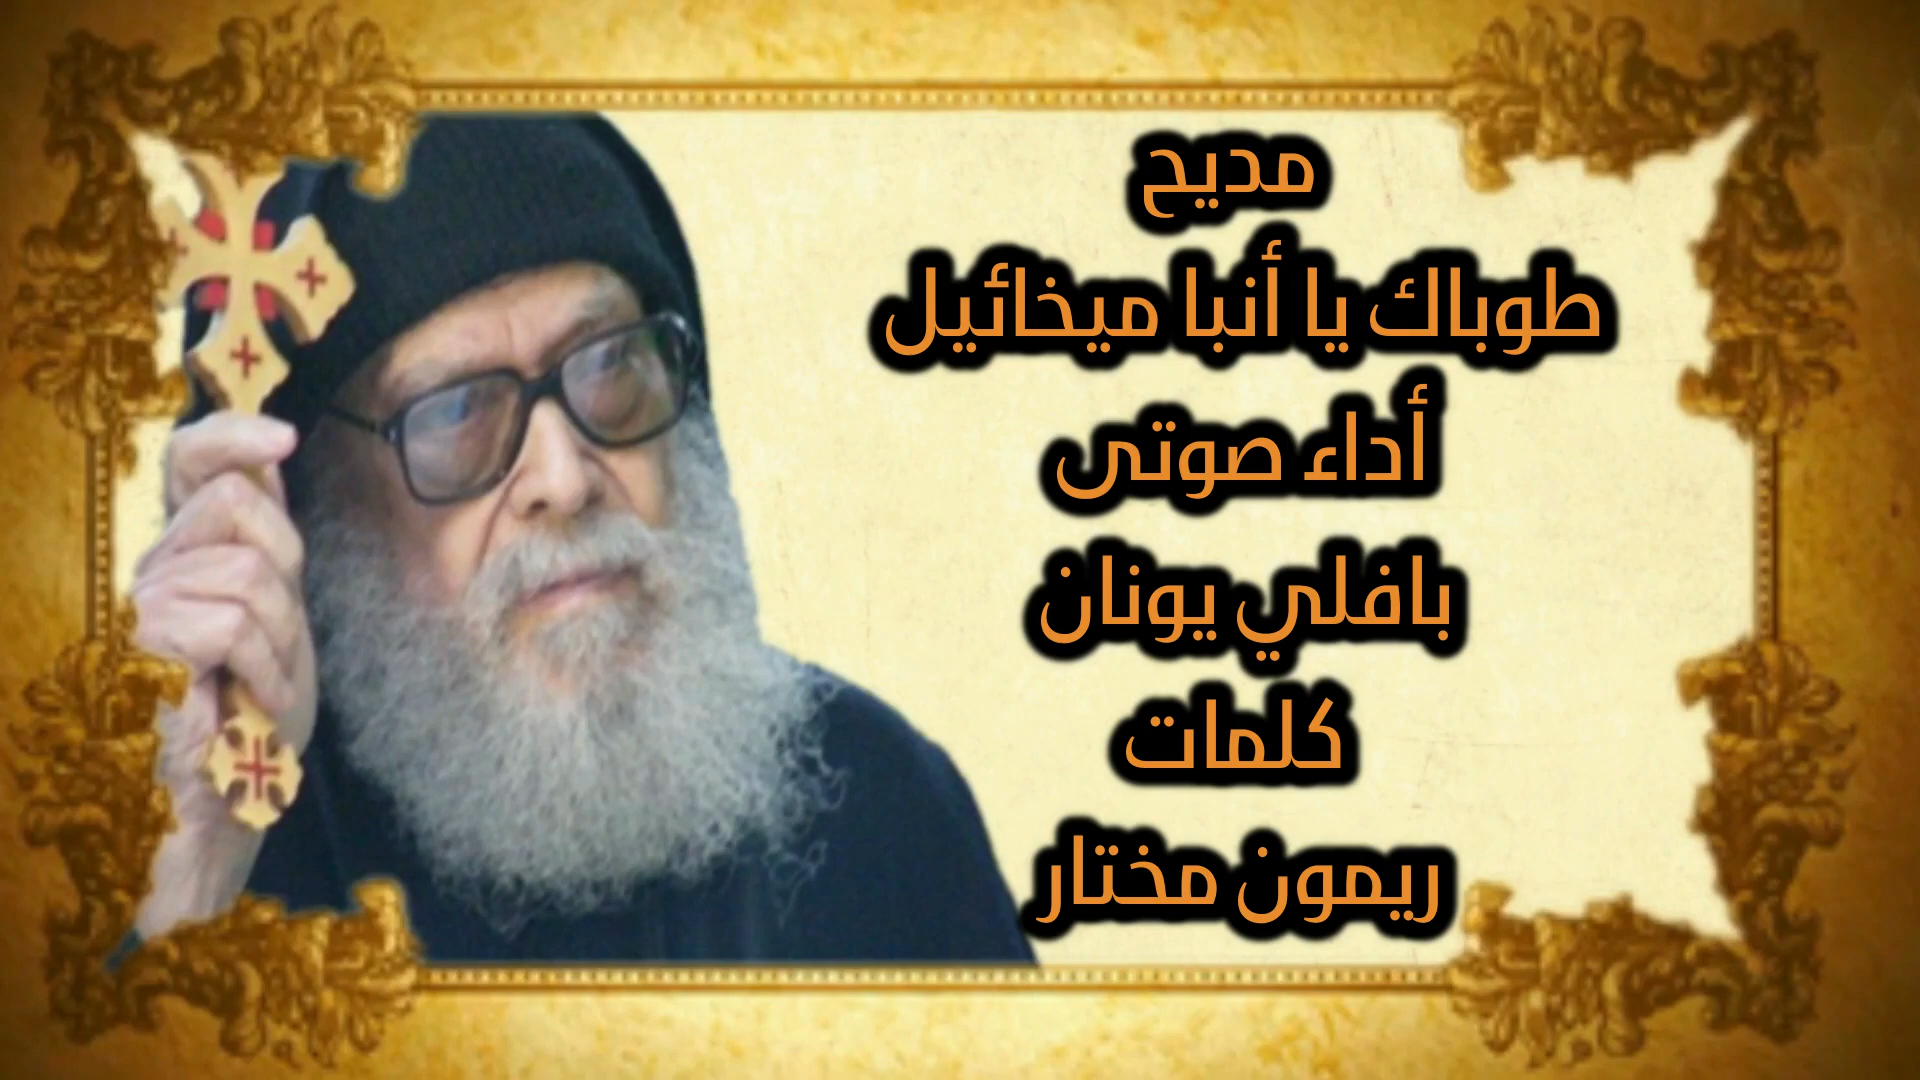 مديح
طوباك يا أنبا ميخائيل
أداء صوتى
بافلي يونان
كلمات
ريمون مختار